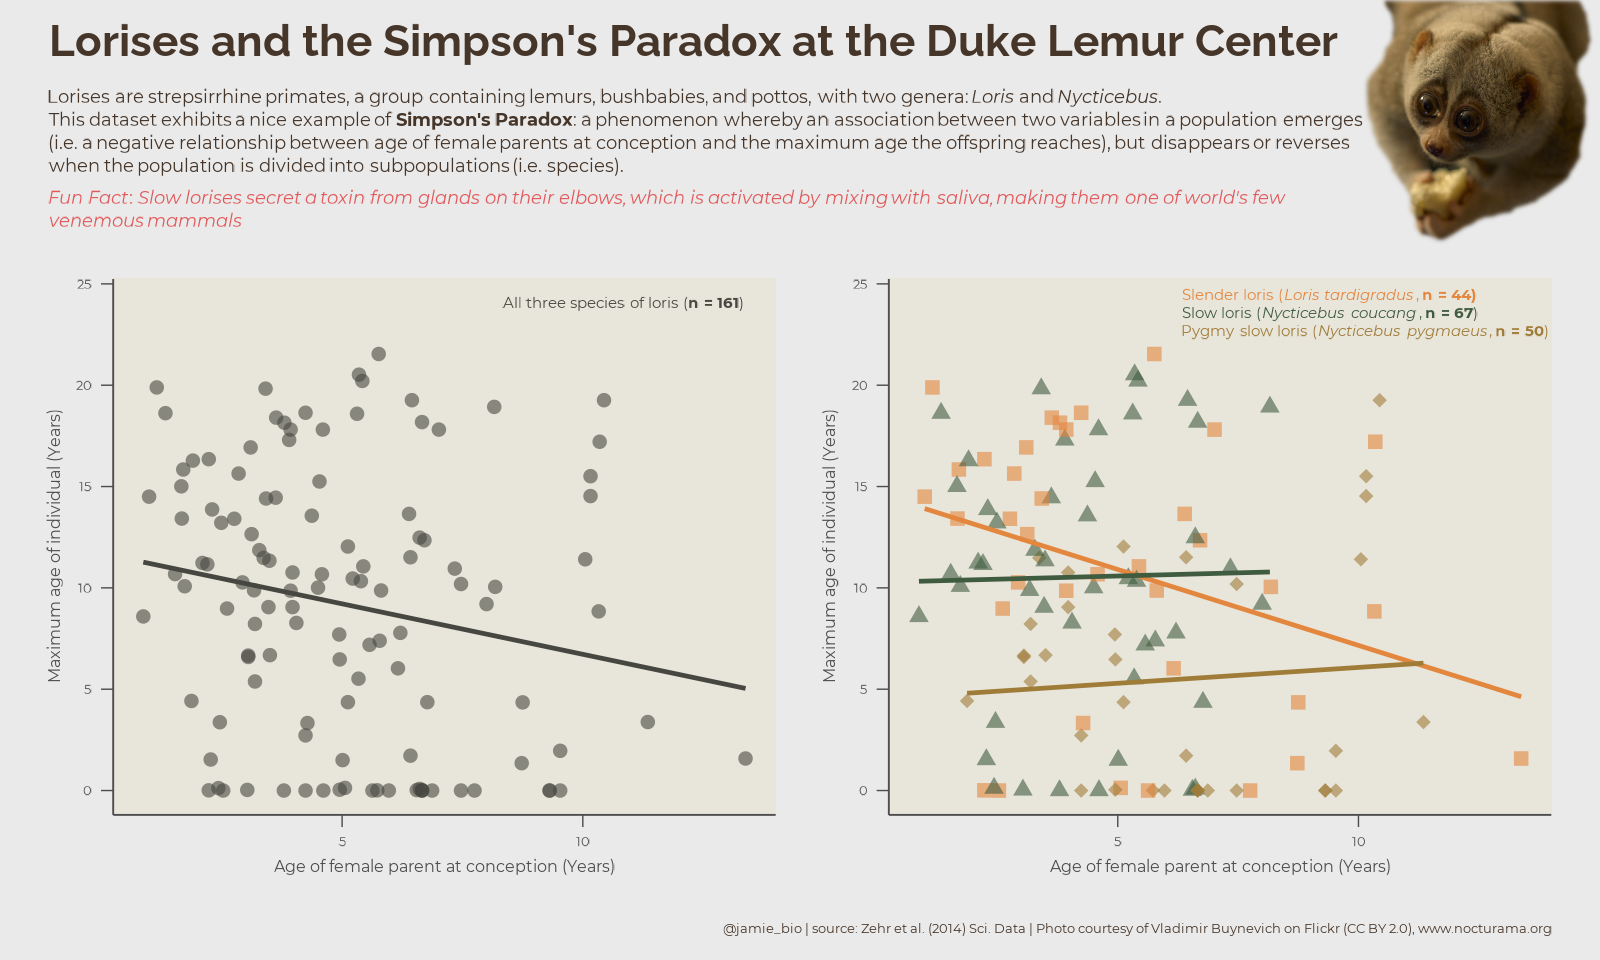 Lorises and the Simpson's Paradox at the Duke Lemur Center
Lorises are strepsirrhine primates, a group containing lemurs, bushbabies, and pottos, with two genera: Loris and Nycticebus.
This dataset exhibits a nice example of Simpson's Paradox: a phenomenon whereby an association between two variables in a population emerges
(i.e. a negative relationship between age of female parents at conception and the maximum age the offspring reaches), but disappears or reverses
when the population is divided into subpopulations (i.e. species).
Fun Fact: Slow lorises secret a toxin from glands on their elbows, which is activated by mixing with saliva, making them one of world's few
venemous mammals
All three species of loris (n = 161)
25
20
15
10
5
0
Maximum age of individual (Years)
5
10
Age of female parent at conception (Years)
Slender loris (Loris tardigradus, n = 44)
Slow loris (Nycticebus coucang, n = 67)
Pygmy slow loris (Nycticebus pygmaeus, n = 50)
25
20
15
10
5
0
Maximum age of individual (Years)
5
10
Age of female parent at conception (Years)
@jamie_bio | source: Zehr et al. (2014) Sci. Data | Photo courtesy of Vladimir Buynevich on Flickr (CC BY 2.0), www.nocturama.org